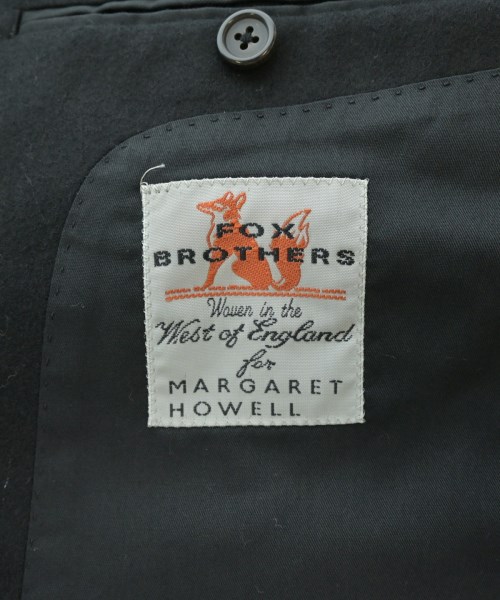 FOX
BROTHERS
Woven in the
West of England
for
MARGARET
HOWELL